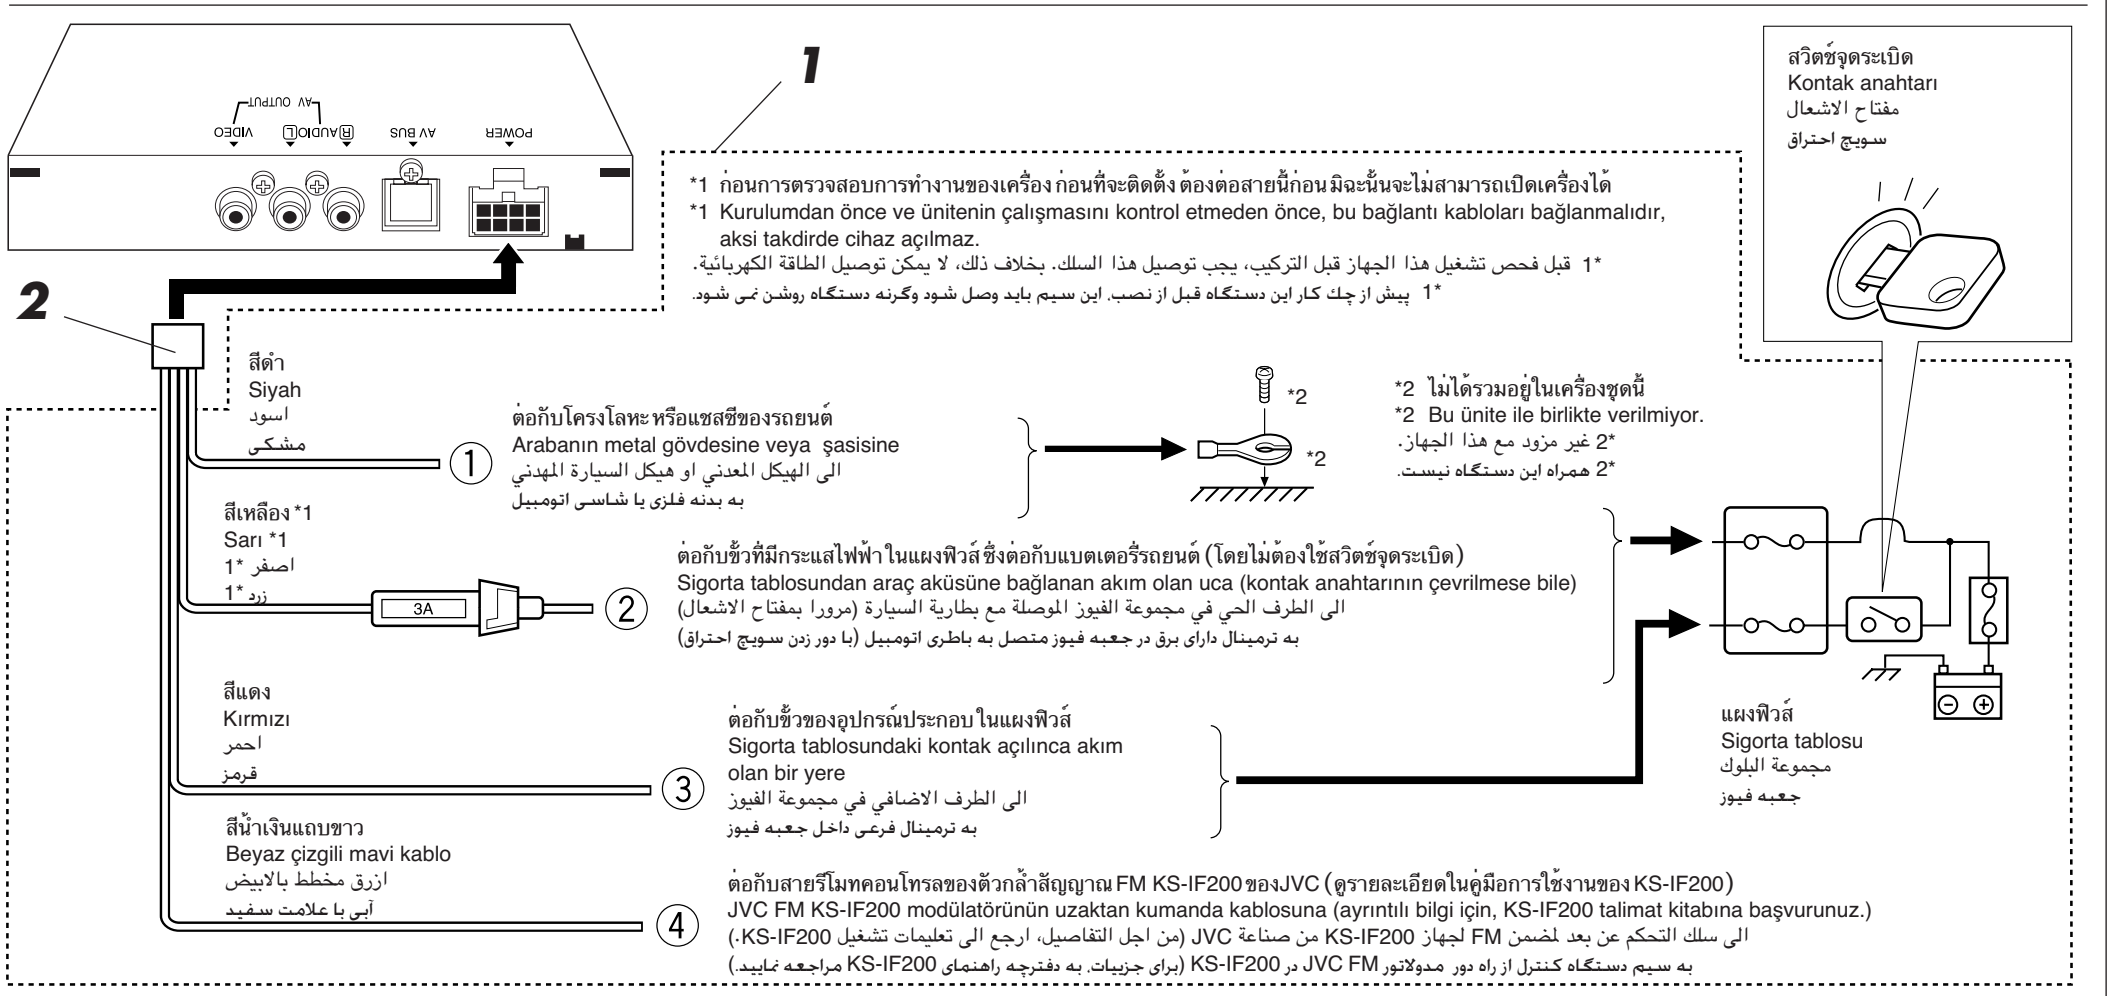 1
สวิตช์จุดระเบิด
Kontak anahtarı
مفتاح الاشعال
سويچ احتراق
AV OUTPUT
VIDEO
L AUDIO R
AV BUS
POWER
*1 ก่อนการตรวจสอบการทำงานของเครื่อง ก่อนที่จะติดตั้ง ต้องต่อสายนี้ก่อน มิฉะนั้นจะไม่สามารถเปิดเครื่องได้
*1 Kurulumdan önce ve ünitenin çalışmasını kontrol etmeden önce, bu bağlantı kabloları bağlanmalıdır,
aksi takdirde cihaz açılmaz.
*1 قبل فحص تشغيل هذا الجهاز قبل التركيب، يجب توصيل هذا السلك. بخلاف ذلك، لا يمكن توصيل الطاقة الكهربائية.
*1 پيش از چك كار اين دستگاه قبل از نصب، اين سيم بايد وصل شود وگرنه دستگاه روشن نمی شود.
2
สีดำ
Siyah
اسود
مشكی
1
ต่อกับโครงโลหะ หรือแชสซีของรถยนต์
Arabanın metal gövdesine veya şasisine
الى الهيكل المعدني او هيكل السيارة المهدني
به بدنه فلزی يا شاسی اتومبيل
*2
*2
*2 ไม่ได้รวมอยู่ในเครื่องชุดนี้
*2 Bu ünite ile birlikte verilmiyor.
*2 غير مزود مع هذا الجهاز.
*2 همراه اين دستگاه نيست.
สีเหลือง *1
Sarı *1
اصفر *1
زرد *1
3A
2
ต่อกับขั้วที่มีกระแสไฟฟ้า ในแผงฟิวส์ ซึ่งต่อกับแบตเตอรี่รถยนต์ (โดยไม่ต้องใช้สวิตช์จุดระเบิด)
Sigorta tablosundan araç aküsüne bağlanan akım olan uca (kontak anahtarının çevrilmese bile)
الى الطرف الحي في مجموعة الفيوز الموصلة مع بطارية السيارة (مرورا بمفتاح الاشعال)
به ترمينال دارای برق در جعبه فيوز متصل به باطری اتومبيل (با دور زدن سويچ احتراق)
สีแดง
Kırmızı
احمر
قرمز
3
ต่อกับขั้วของอุปกรณ์ประกอบ ในแผงฟิวส์
Sigorta tablosundaki kontak açılınca akım
olan bir yere
الى الطرف الاضافي في مجموعة الفيوز
به ترمينال فرعی داخل جعبه فيوز
แผงฟิวส์
Sigorta tablosu
مجموعة البلوك
جعبه فيوز
สีน้ำเงินแถบขาว
Beyaz çizgili mavi kablo
ازرق مخطط بالابيض
آبی با علامت سفيد
4
ต่อกับสายรีโมทคอนโทรลของตัวกล้ำสัญญาณ FM KS-IF200 ของJVC (ดูรายละเอียดในคู่มือการใช้งานของ KS-IF200)
JVC FM KS-IF200 modülatörünün uzaktan kumanda kablosuna (ayrıntılı bilgi için, KS-IF200 talimat kitabına başvurunuz.)
الى سلك التحكم عن بعد لمضمن FM لجهاز KS-IF200 من صناعة JVC (من اجل التفاصيل، ارجع الى تعليمات تشغيل KS-IF200.)
به سيم دستگاه كنترل از راه دور مدولاتور JVC FM در KS-IF200 (برای جزييات، به دفترچه راهنمای KS-IF200 مراجعه نماييد.)